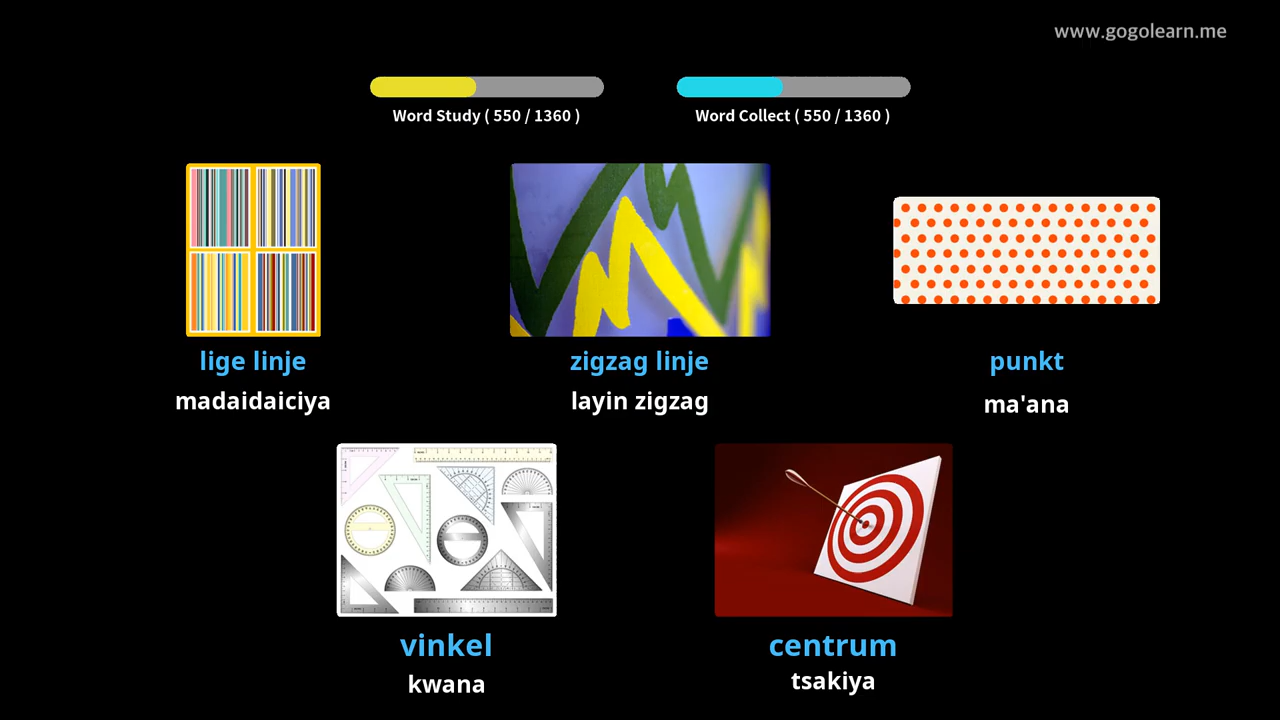 www.gogolearn.me
Word Study ( 550 / 1360 )
Word Collect ( 550 / 1360 )
lige linje
madaidaiciya
zigzag linje
layin zigzag
punkt
ma'ana
vinkel
kwana
centrum
tsakiya